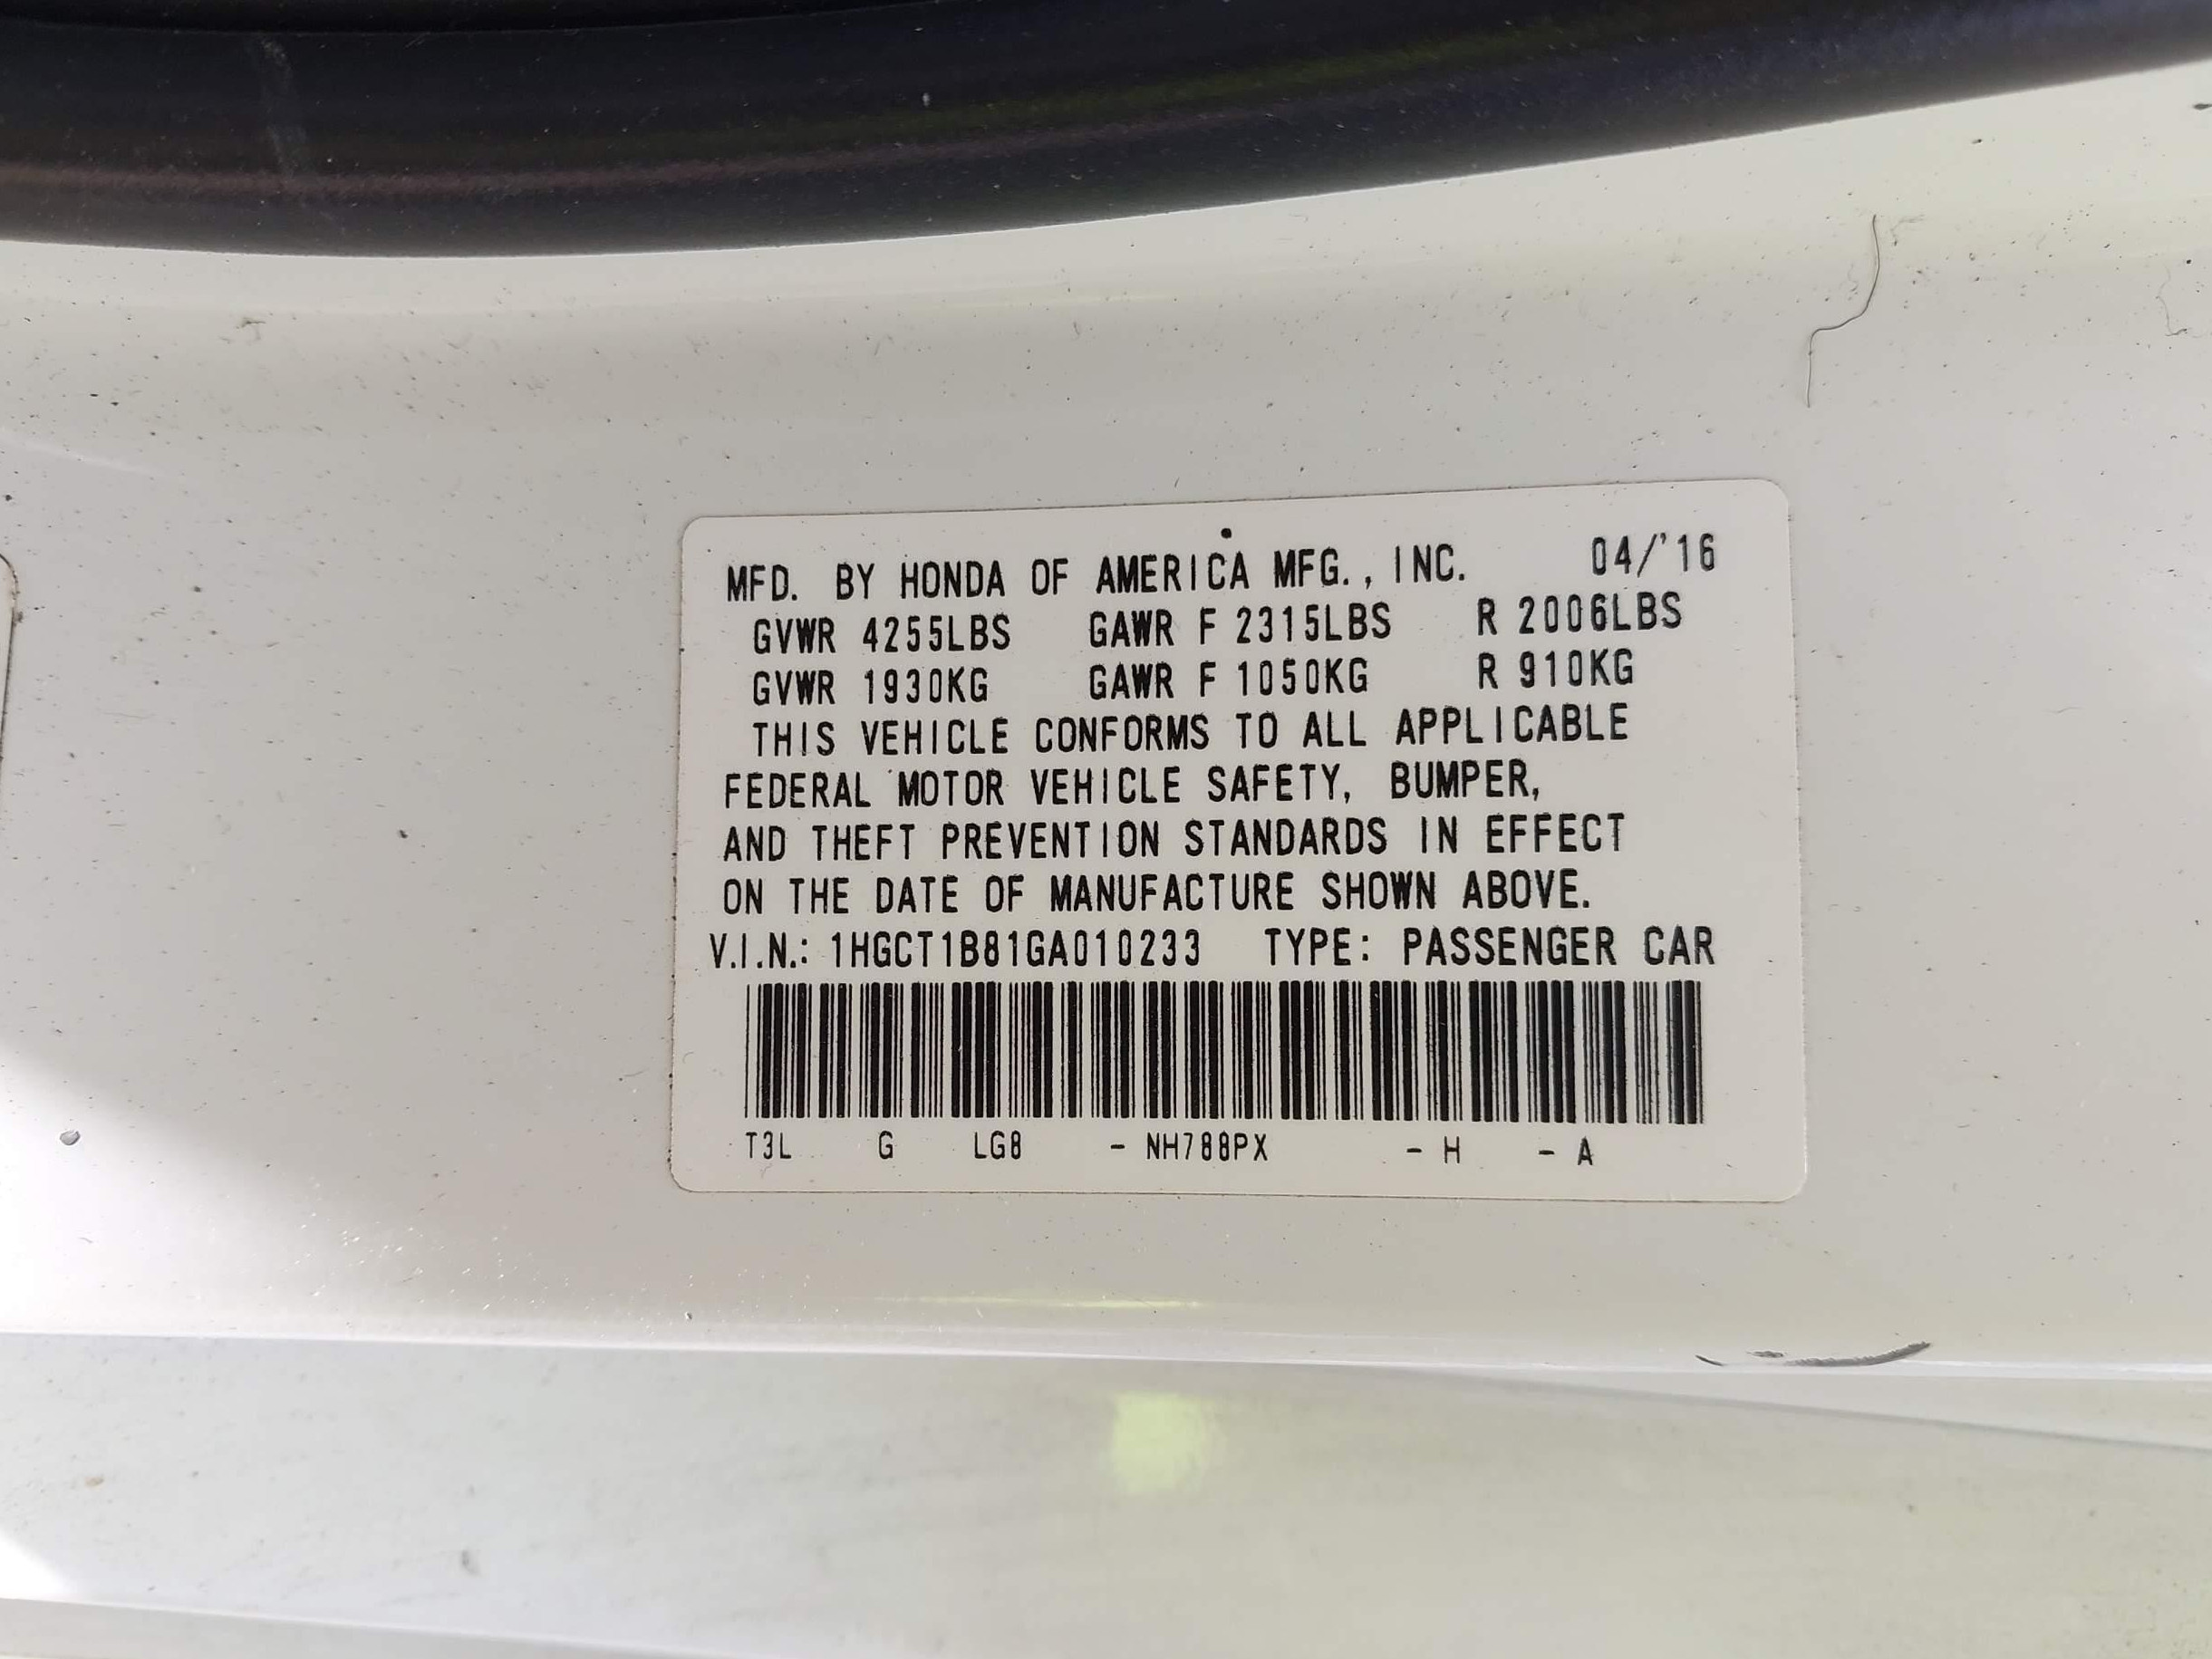 MFD. BY HONDA OF AMERICA MFG., INC. 04/'16
GVWR 4255LBS GAWR F 2315LBS R 2006LBS
GVWR 1930KG GAWR F 1050KG R 910KG
THIS VEHICLE CONFORMS TO ALL APPLICABLE
FEDERAL MOTOR VEHICLE SAFETY, BUMPER,
AND THEFT PREVENTION STANDARDS IN EFFECT
ON THE DATE OF MANUFACTURE SHOWN ABOVE.
V.I.N.: 1HGCT1B81GA010233 TYPE: PASSENGER CAR
T3L G LG8 - NH788PX - H - A